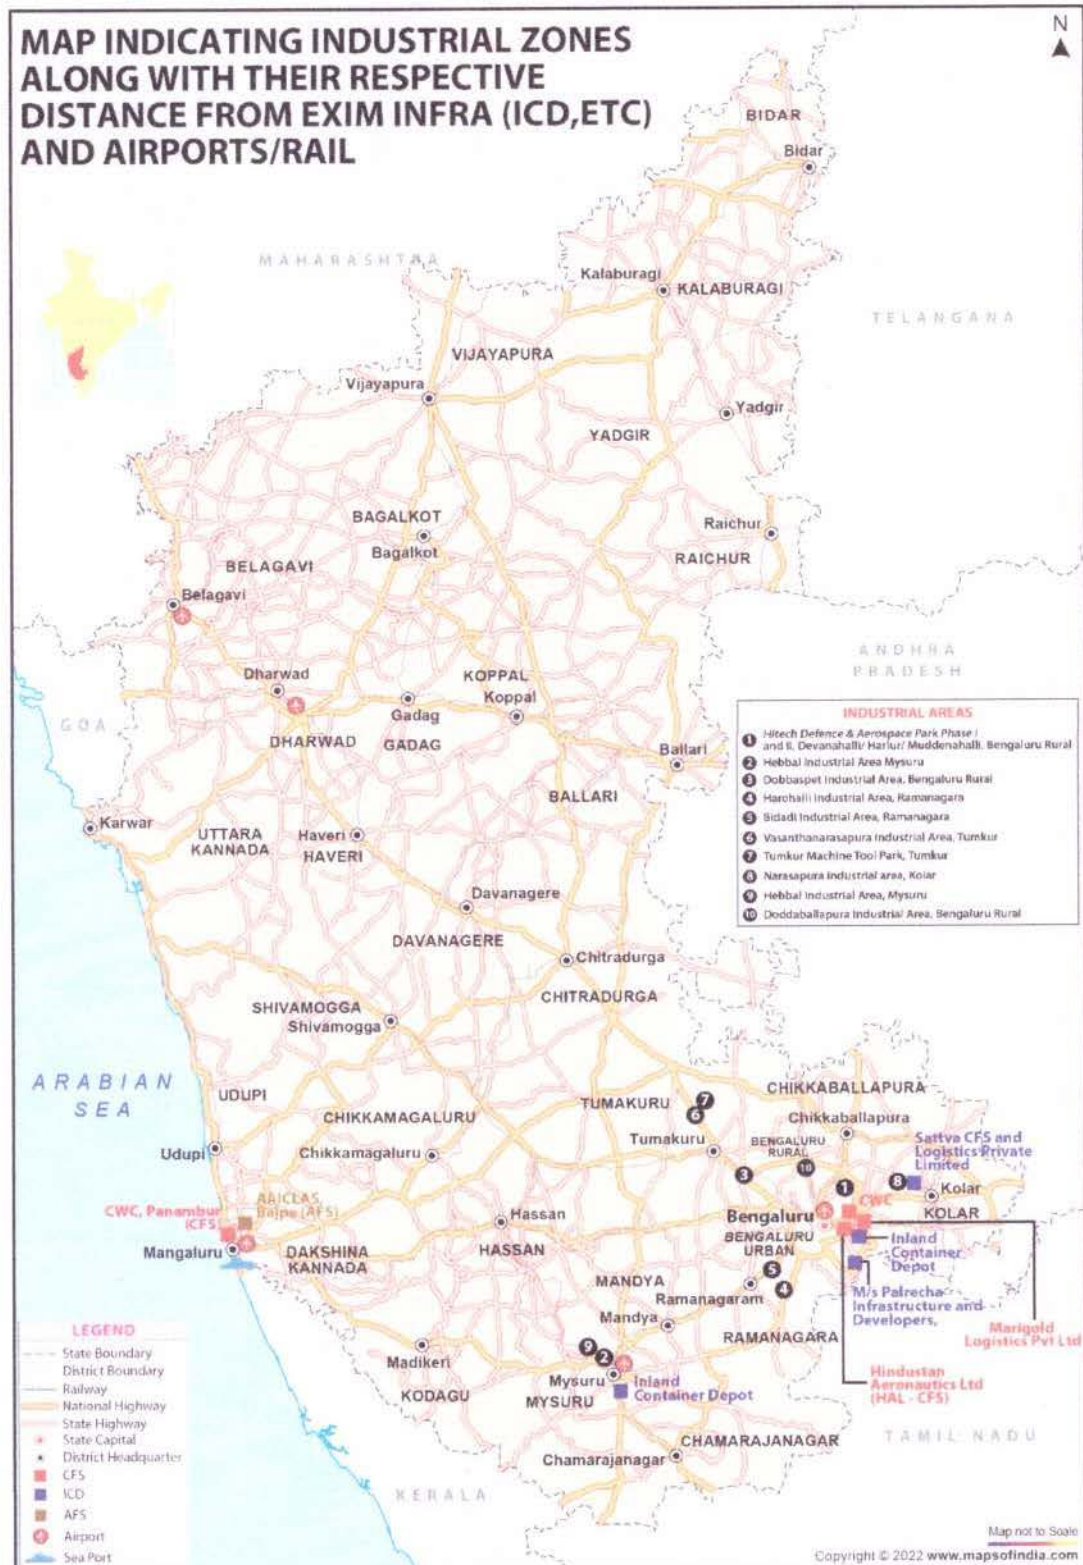 MAP INDICATING INDUSTRIAL ZONES
ALONG WITH THEIR RESPECTIVE
DISTANCE FROM EXIM INFRA (ICD,ETC)
AND AIRPORTS/RAIL
N
BIDAR
Bidar
MAHARASHTRA
Kalaburagi
KALABURAGI
TELANGANA
VIJAYAPURA
Vijayapura
Yadgir
YADGIR
BAGALKOT
Bagalkot
Raichur
RAICHUR
BELAGAVI
Belagavi
ANDHRA
PRADESH
Dharwad
KOPPAL
Koppal
Gadag
GOA
DHARWAD
GADAG
Ballari
BALLARI
INDUSTRIAL AREAS
1 Hitech Defence & Aerospace Park Phase I
and II, Devanahalli/ Harlur/ Muddenahalli, Bengaluru Rural
2 Hebbal Industrial Area Mysuru
3 Dobbaspet Industrial Area, Bengaluru Rural
4 Harohalli Industrial Area, Ramanagara
5 Bidadi Industrial Area, Ramanagara
6 Vasanthanarasapura Industrial Area, Tumkur
7 Tumkur Machine Tool Park, Tumkur
8 Narasapura Industrial area, Kolar
9 Hebbal Industrial Area, Mysuru
10 Doddaballapura Industrial Area, Bengaluru Rural
Karwar
UTTARA
KANNADA
Haveri
HAVERI
Davanagere
DAVANAGERE
Chitradurga
CHITRADURGA
SHIVAMOGGA
Shivamogga
ARABIAN
SEA
UDUPI
Udupi
CHIKKAMAGALURU
Chikkamagaluru
TUMAKURU
7
6
Tumakuru
CHIKKABALLAPURA
Chikkaballapura
BENGALURU
RURAL
10
3
1
8
Sattva CFS and
Logistics Private
Limited
Kolar
KOLAR
CWC
Bengaluru
BENGALURU
URBAN
Inland
Container
Depot
M/s Palrecha
Infrastructure and
Developers,
Marigold
Logistics Pvt Ltd
Hindustan
Aeronautics Ltd
(HAL - CFS)
AAICLAS
Bajpe (AFS)
CWC, Panambur
(CFS)
Mangaluru
DAKSHINA
KANNADA
Hassan
HASSAN
MANDYA
Mandya
5
4
Ramanagaram
RAMANAGARA
9
2
Mysuru
MYSURU
Inland
Container Depot
Madikeri
KODAGU
CHAMARAJANAGAR
Chamarajanagar
TAMIL NADU
KERALA
LEGEND
State Boundary
District Boundary
Railway
National Highway
State Highway
State Capital
District Headquarter
CFS
ICD
AFS
Airport
Sea Port
Map not to Scale
Copyright © 2022 www.mapsofindia.com